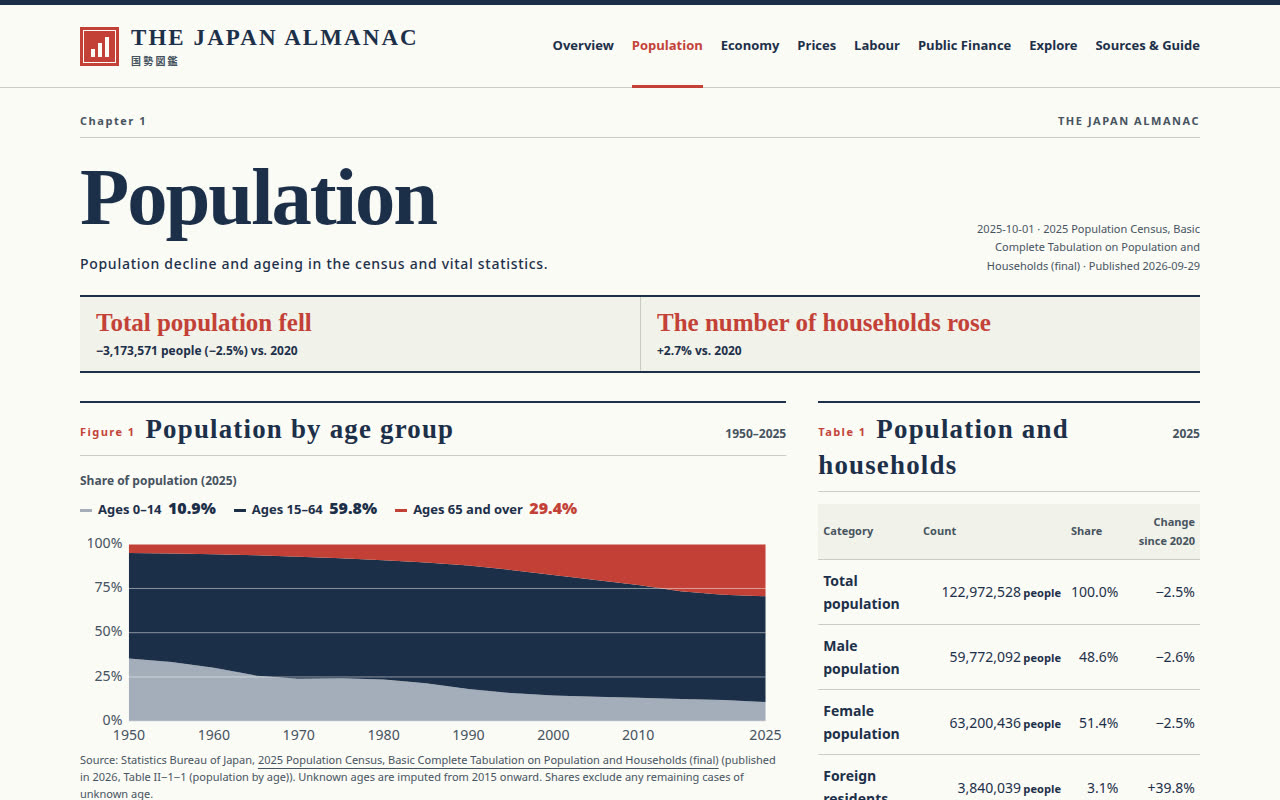 THE JAPAN ALMANAC
国勢図鑑
Overview Population Economy Prices Labour Public Finance Explore Sources & Guide
Chapter 1
THE JAPAN ALMANAC
Population
Population decline and ageing in the census and vital statistics.
2025-10-01 · 2025 Population Census, Basic
Complete Tabulation on Population and
Households (final) · Published 2026-09-29
Total population fell
−3,173,571 people (−2.5%) vs. 2020
The number of households rose
+2.7% vs. 2020
Figure 1 Population by age group 1950–2025
Share of population (2025)
Ages 0–14 10.9% Ages 15–64 59.8% Ages 65 and over 29.4%
100%
75%
50%
25%
0%
1950 1960 1970 1980 1990 2000 2010 2025
Source: Statistics Bureau of Japan, 2025 Population Census, Basic Complete Tabulation on Population and Households (final) (published
in 2026, Table II−1−1 (population by age)). Unknown ages are imputed from 2015 onward. Shares exclude any remaining cases of
unknown age.
Table 1 Population and 2025
households
Category Count Share Change
since 2020
Total
population 122,972,528 people 100.0% −2.5%
Male
population 59,772,092 people 48.6% −2.6%
Female
population 63,200,436 people 51.4% −2.5%
Foreign
residents 3,840,039 people 3.1% +39.8%